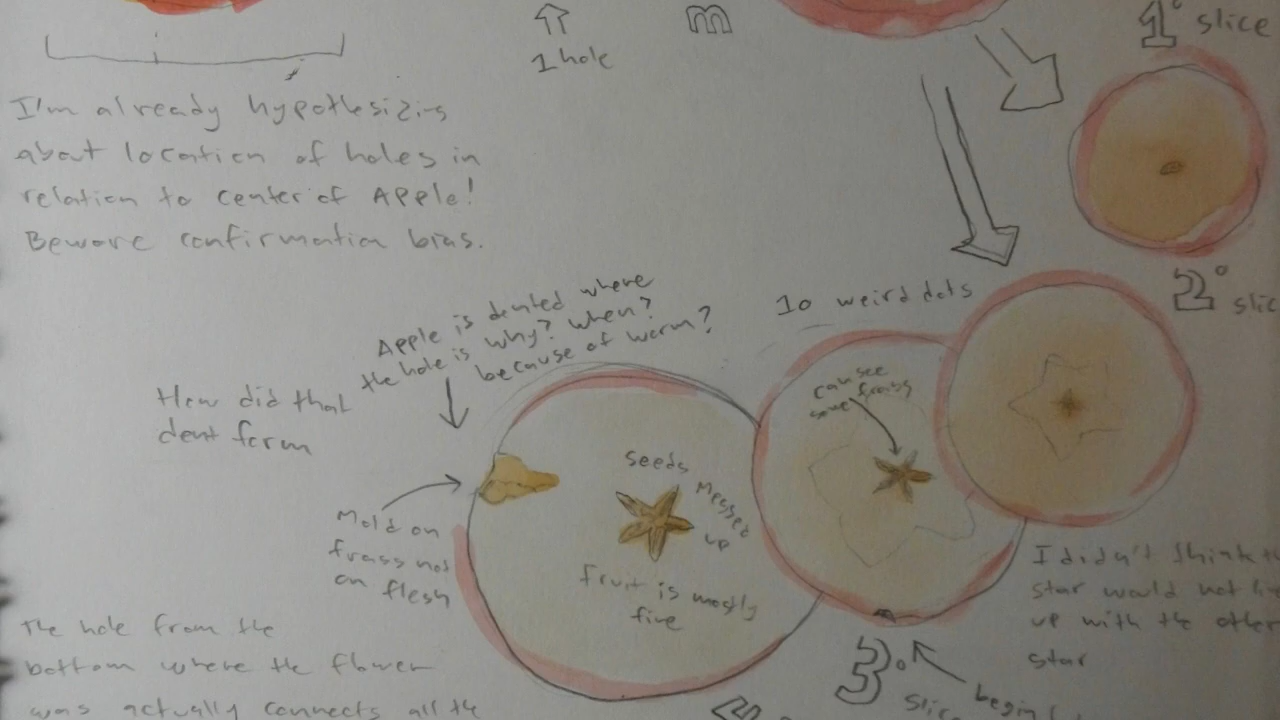 1 hole
m
1° slice
I'm already hypothesizing
about location of holes in
relation to center of Apple!
Beware confirmation bias.
2° slic
10 weird dots
Apple is dented where
the hole is why? when?
because of worm?
How did that
dent form
can see
some frass
seeds
messed
up
Mold on
frass not
on flesh
fruit is mostly
fine
I didn't think
star would not
up with the other
star
The hole from the
bottom where the flower
was actually connects all the
3°
slice